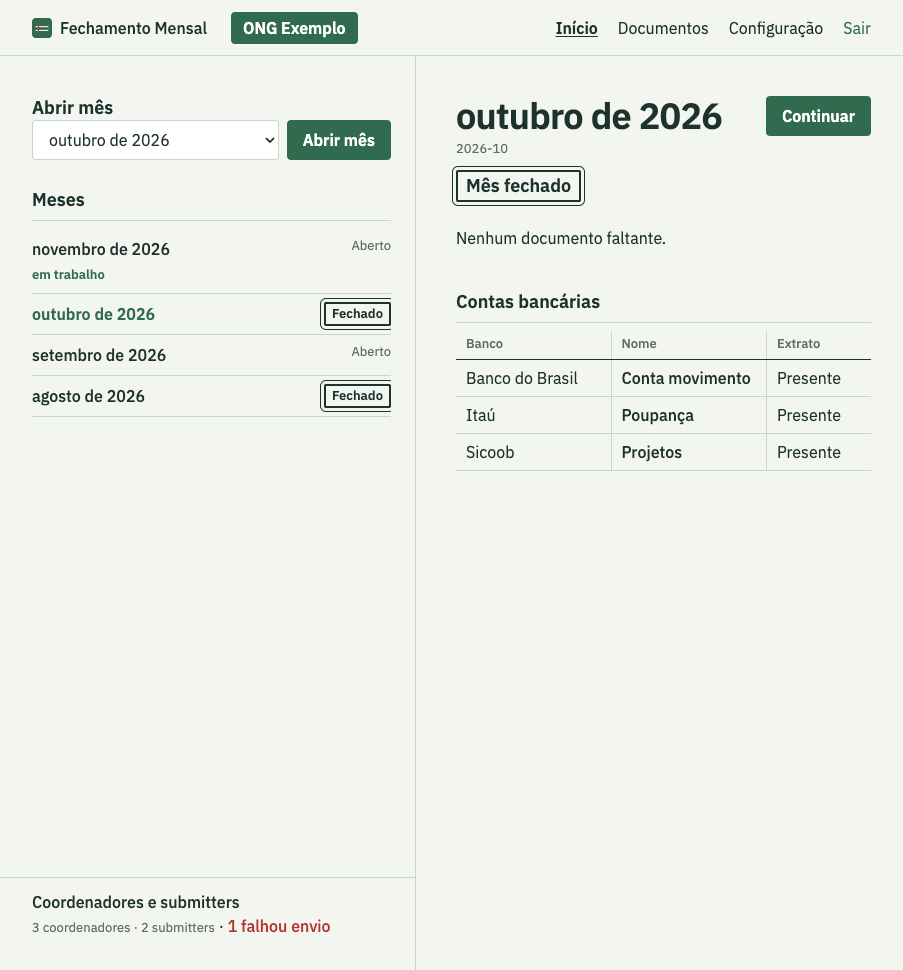 Fechamento Mensal
ONG Exemplo
Início Documentos Configuração Sair
Abrir mês
outubro de 2026
Abrir mês
Meses
novembro de 2026 Aberto
em trabalho
outubro de 2026 Fechado
setembro de 2026 Aberto
agosto de 2026 Fechado
Coordenadores e submitters
3 coordenadores · 2 submitters · 1 falhou envio
outubro de 2026
Continuar
2026-10
Mês fechado
Nenhum documento faltante.
Contas bancárias
Banco Nome Extrato
Banco do Brasil Conta movimento Presente
Itaú Poupança Presente
Sicoob Projetos Presente